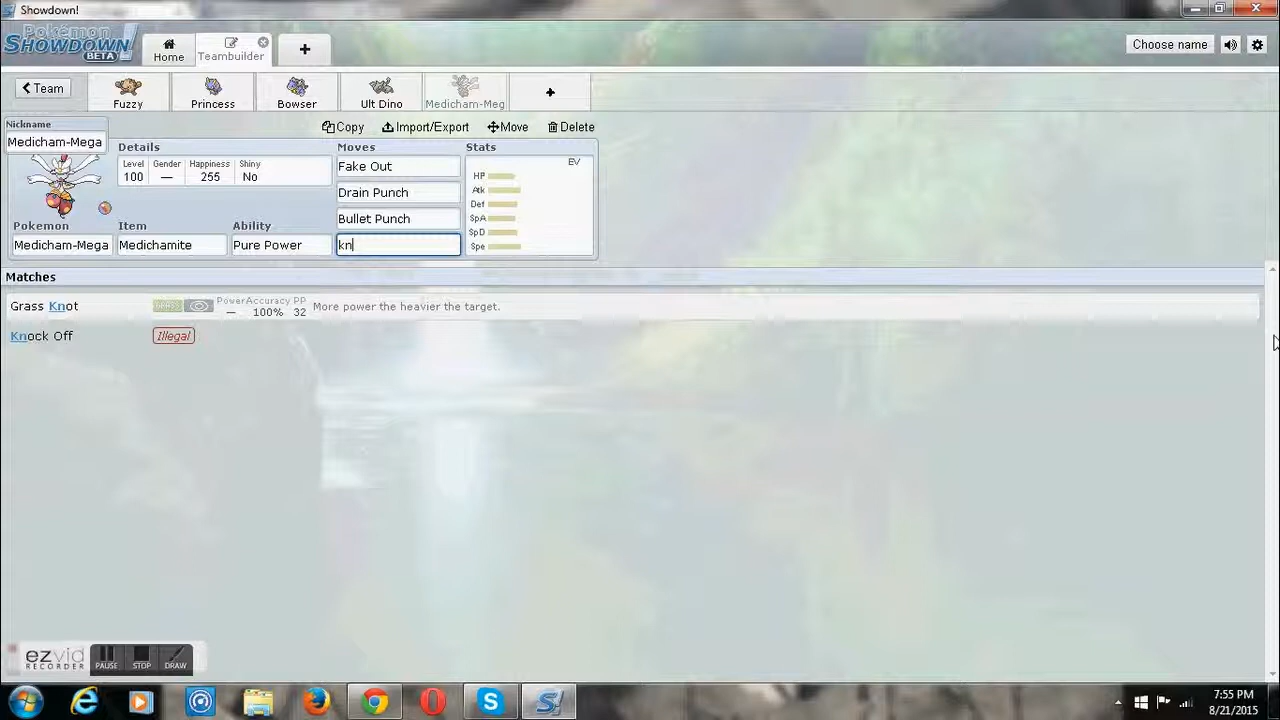 Showdown!
Pokémon
SHOWDOWN!
BETA
Home
Teambuilder
+
Choose name
< Team
Fuzzy
Princess
Bowser
Ult Dino
Medicham-Meg
+
Nickname
Medicham-Mega
Copy
Import/Export
Move
Delete
Details
Moves
Stats
Level
Gender
Happiness
Shiny
100
—
255
No
Fake Out
EV
HP
Atk
Def
SpA
SpD
Spe
Drain Punch
Bullet Punch
Pokemon
Item
Ability
Medicham-Mega
Medichamite
Pure Power
kn
Matches
Grass Knot
GRASS
Power
Accuracy
PP
—
100%
32
More power the heavier the target.
Knock Off
Illegal
ezvid
RECORDER
PAUSE
STOP
DRAW
7:55 PM
8/21/2015